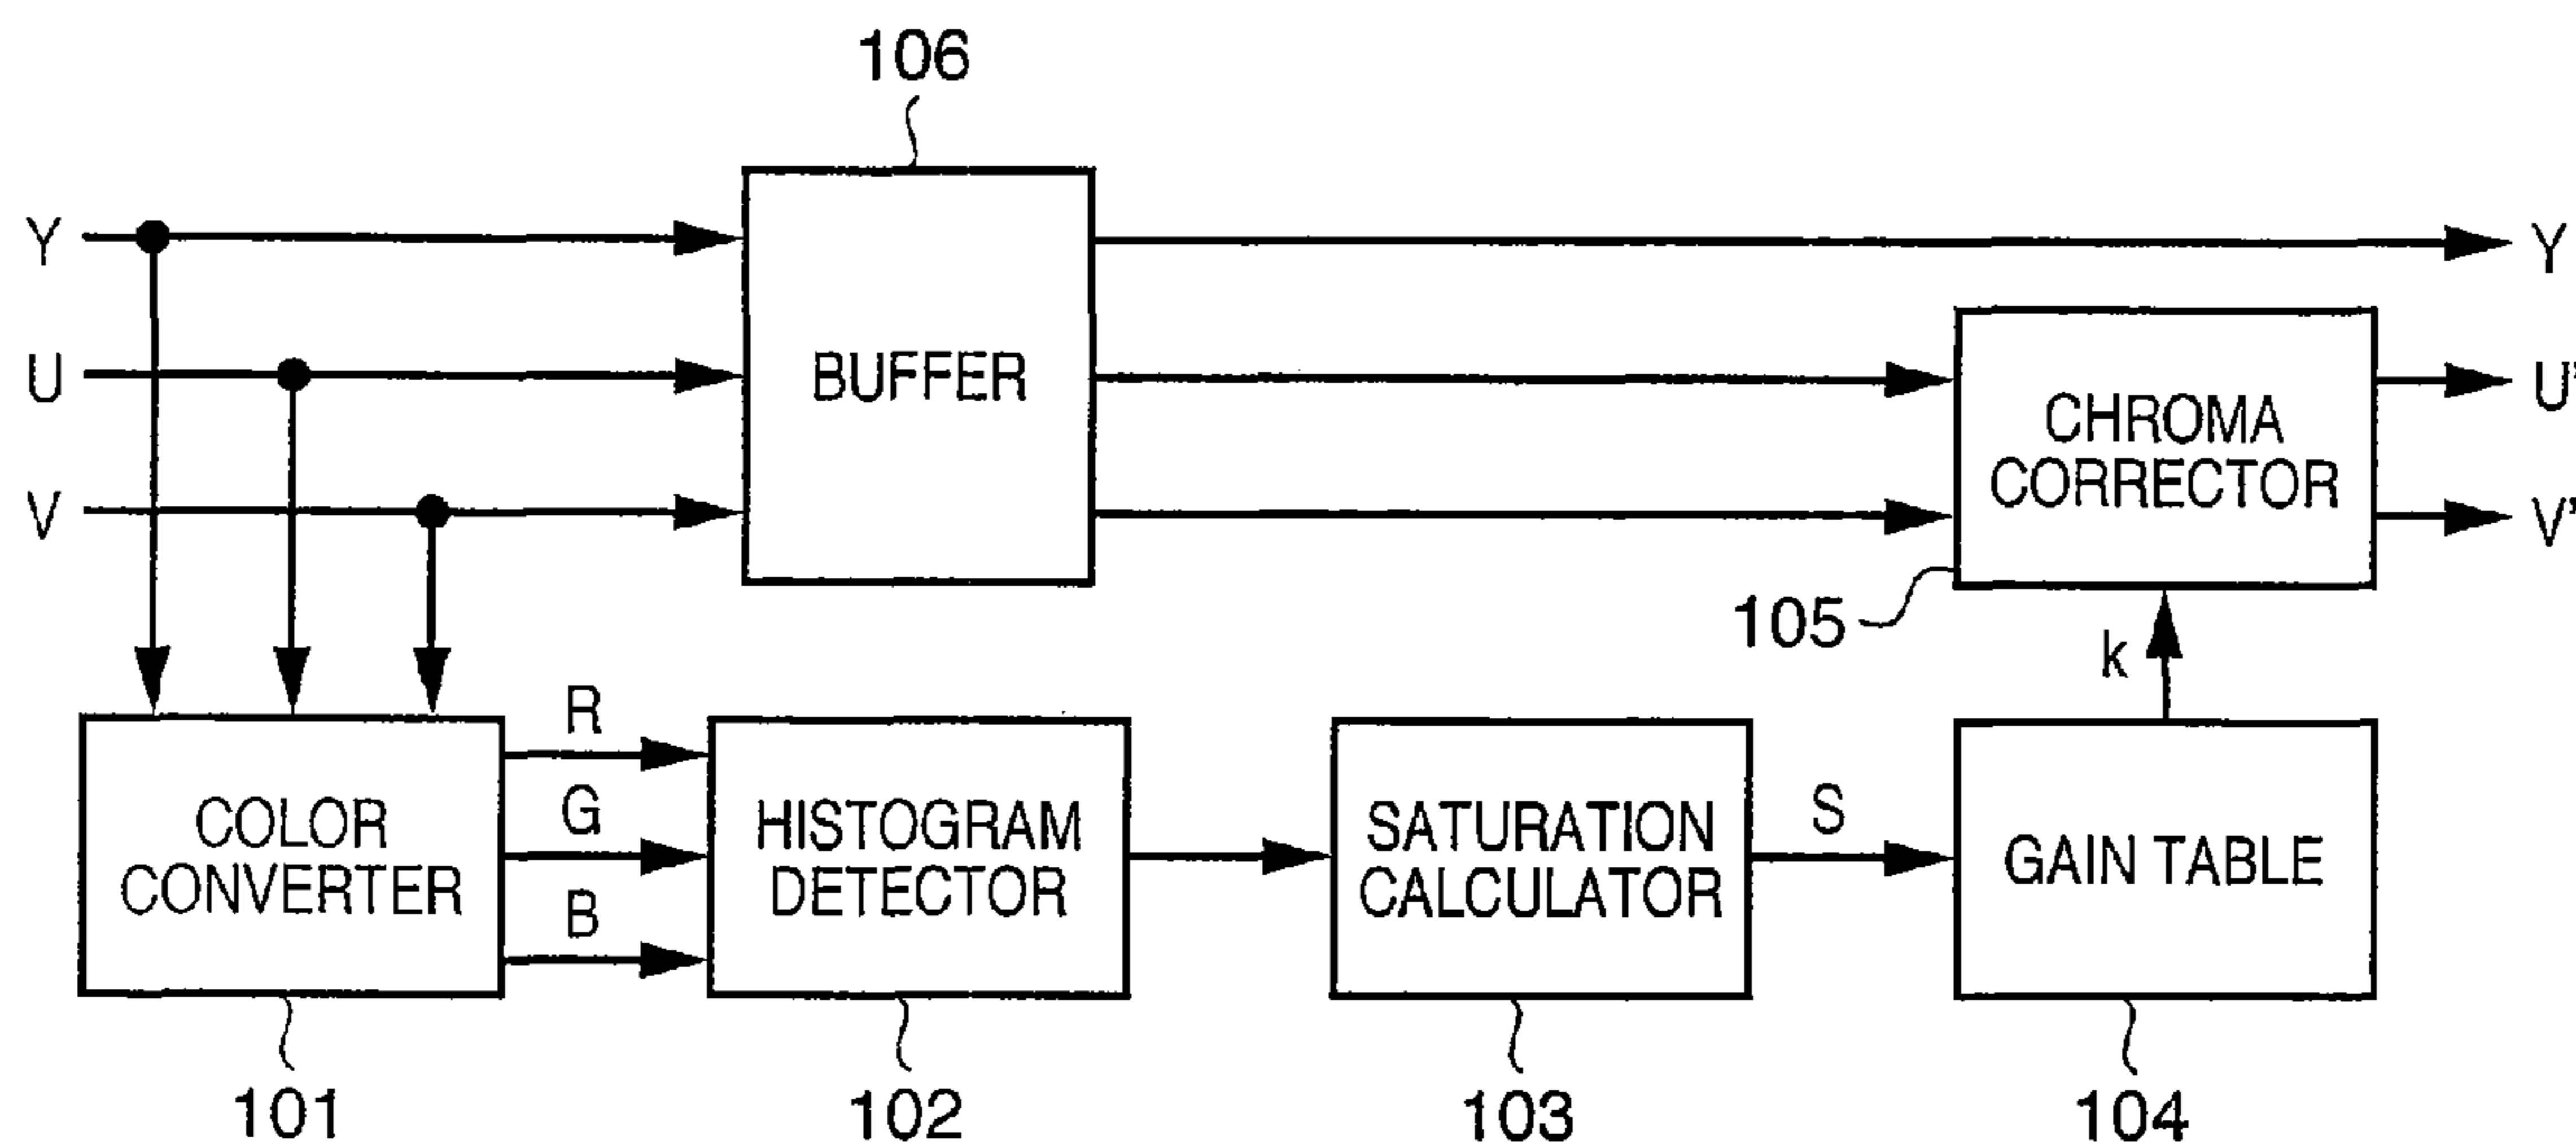 106
Y
Y
U
BUFFER
U'
CHROMA
CORRECTOR
V
V'
105
k
R
G
B
COLOR
CONVERTER
HISTOGRAM
DETECTOR
SATURATION
CALCULATOR
S
GAIN TABLE
101
102
103
104